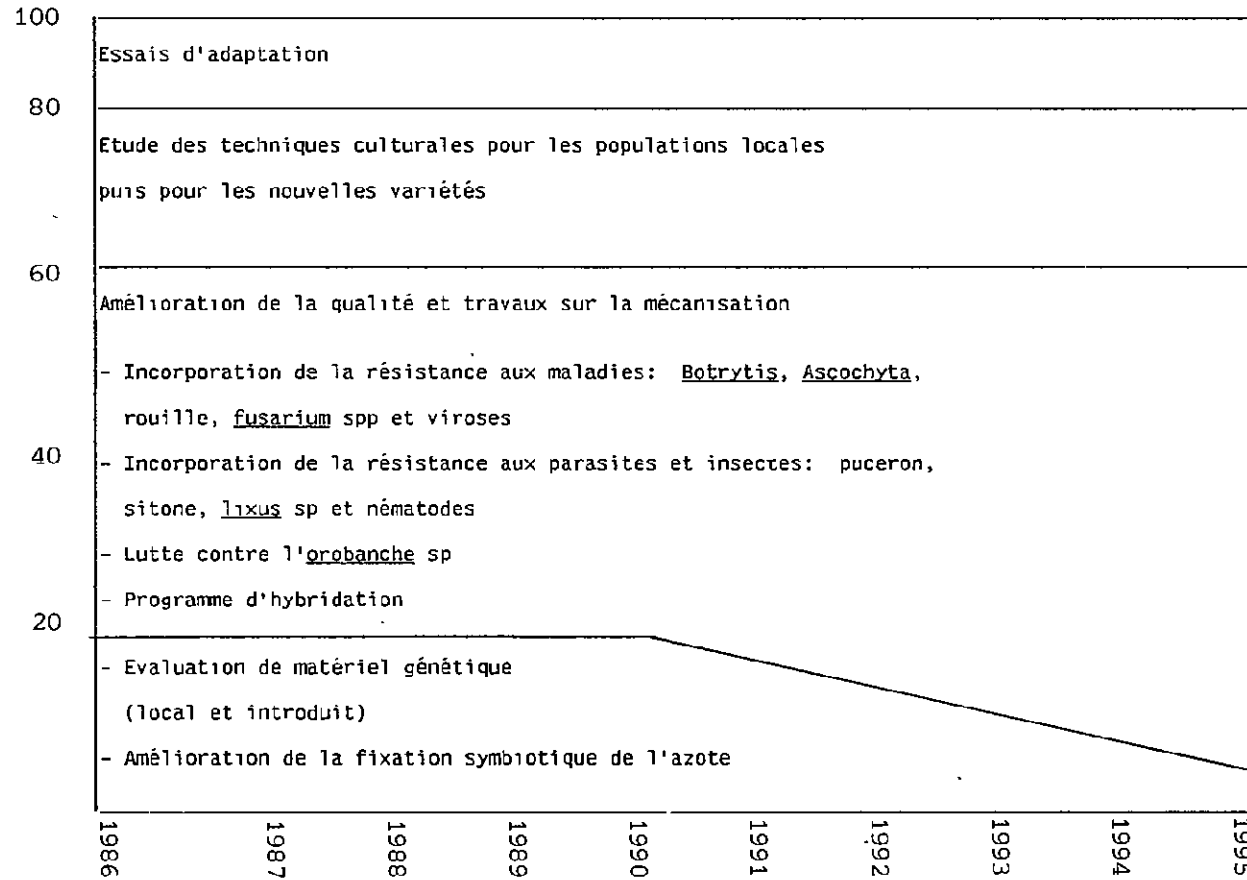 100
Essais d'adaptation
80
Etude des techniques culturales pour les populations locales
puis pour les nouvelles variétés
60
Amélioration de la qualité et travaux sur la mécanisation
- Incorporation de la résistance aux maladies: Botrytis, Ascochyta,
rouille, fusarium spp et viroses
40
- Incorporation de la résistance aux parasites et insectes: puceron,
sitone, lixus sp et nématodes
- Lutte contre l'orobanche sp
- Programme d'hybridation
20
- Evaluation de matériel génétique
(local et introduit)
- Amélioration de la fixation symbiotique de l'azote
1986 1987 1988 1989 1990 1991 1992 1993 1994 1995